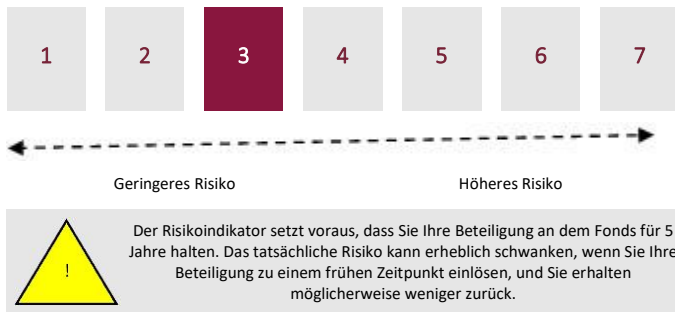 1 2 3 4 5 6 7
Geringeres Risiko Höheres Risiko
Der Risikoindikator setzt voraus, dass Sie Ihre Beteiligung an dem Fonds für 5
Jahre halten. Das tatsächliche Risiko kann erheblich schwanken, wenn Sie Ihre
! Beteiligung zu einem frühen Zeitpunkt einlösen, und Sie erhalten
möglicherweise weniger zurück.